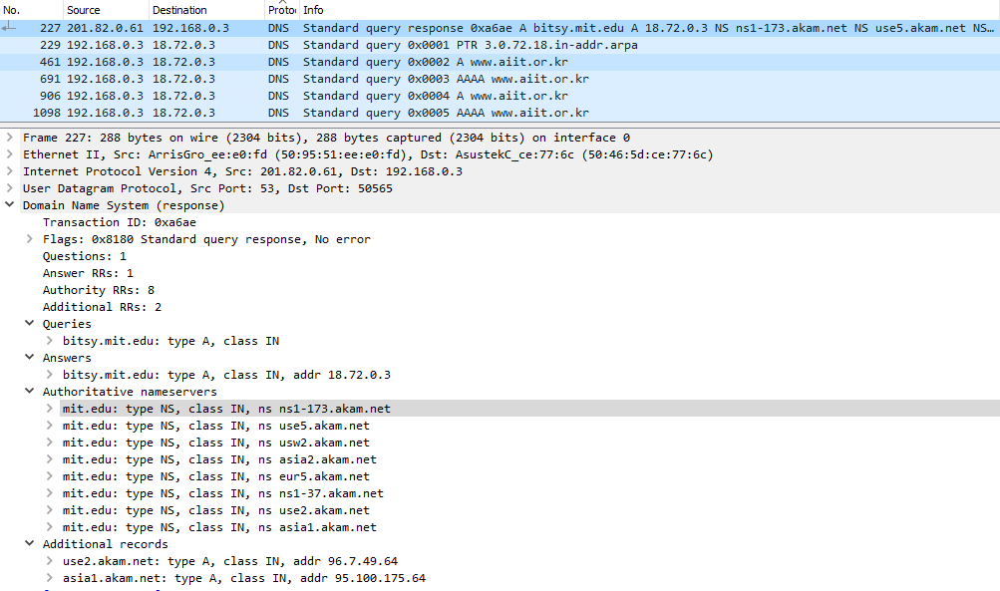 No. Source Destination Proto Info
227 201.82.0.61 192.168.0.3 DNS Standard query response 0xa6ae A bitsy.mit.edu A 18.72.0.3 NS ns1-173.akam.net NS use5.akam.net NS…
229 192.168.0.3 18.72.0.3 DNS Standard query 0x0001 PTR 3.0.72.18.in-addr.arpa
461 192.168.0.3 18.72.0.3 DNS Standard query 0x0002 A www.aiit.or.kr
691 192.168.0.3 18.72.0.3 DNS Standard query 0x0003 AAAA www.aiit.or.kr
906 192.168.0.3 18.72.0.3 DNS Standard query 0x0004 A www.aiit.or.kr
1098 192.168.0.3 18.72.0.3 DNS Standard query 0x0005 AAAA www.aiit.or.kr
Frame 227: 288 bytes on wire (2304 bits), 288 bytes captured (2304 bits) on interface 0
Ethernet II, Src: ArrisGro_ee:e0:fd (50:95:51:ee:e0:fd), Dst: AsustekC_ce:77:6c (50:46:5d:ce:77:6c)
Internet Protocol Version 4, Src: 201.82.0.61, Dst: 192.168.0.3
User Datagram Protocol, Src Port: 53, Dst Port: 50565
Domain Name System (response)
Transaction ID: 0xa6ae
Flags: 0x8180 Standard query response, No error
Questions: 1
Answer RRs: 1
Authority RRs: 8
Additional RRs: 2
Queries
bitsy.mit.edu: type A, class IN
Answers
bitsy.mit.edu: type A, class IN, addr 18.72.0.3
Authoritative nameservers
mit.edu: type NS, class IN, ns ns1-173.akam.net
mit.edu: type NS, class IN, ns use5.akam.net
mit.edu: type NS, class IN, ns usw2.akam.net
mit.edu: type NS, class IN, ns asia2.akam.net
mit.edu: type NS, class IN, ns eur5.akam.net
mit.edu: type NS, class IN, ns ns1-37.akam.net
mit.edu: type NS, class IN, ns use2.akam.net
mit.edu: type NS, class IN, ns asia1.akam.net
Additional records
use2.akam.net: type A, class IN, addr 96.7.49.64
asia1.akam.net: type A, class IN, addr 95.100.175.64